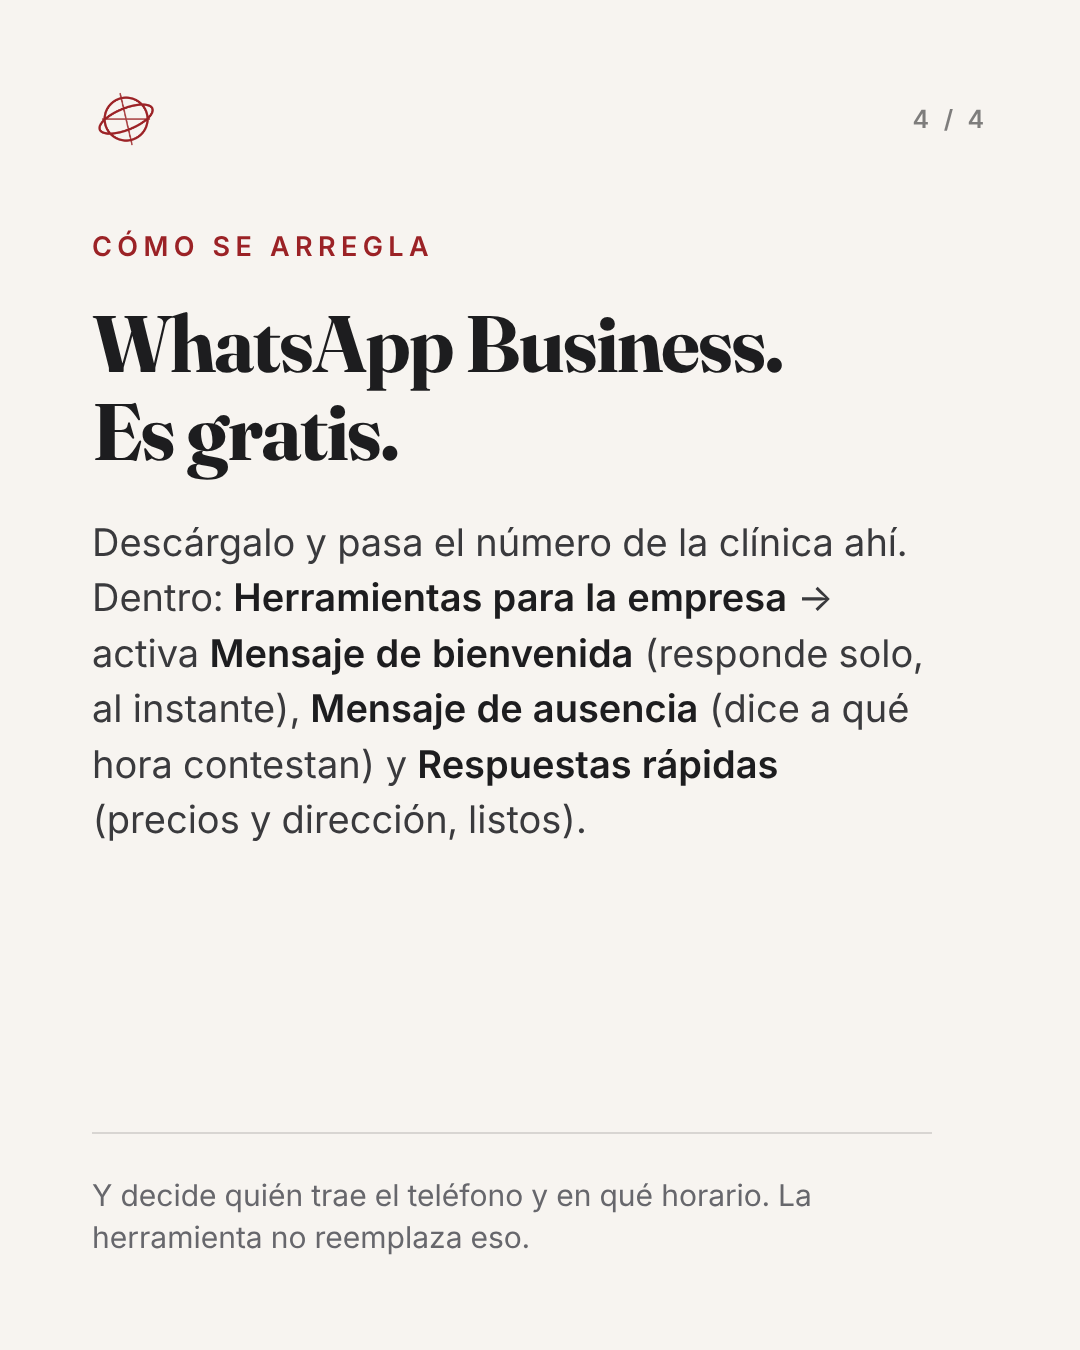 4 / 4
CÓMO SE ARREGLA
WhatsApp Business.
Es gratis.
Descárgalo y pasa el número de la clínica ahí.
Dentro: Herramientas para la empresa →
activa Mensaje de bienvenida (responde solo,
al instante), Mensaje de ausencia (dice a qué
hora contestan) y Respuestas rápidas
(precios y dirección, listos).
Y decide quién trae el teléfono y en qué horario. La
herramienta no reemplaza eso.